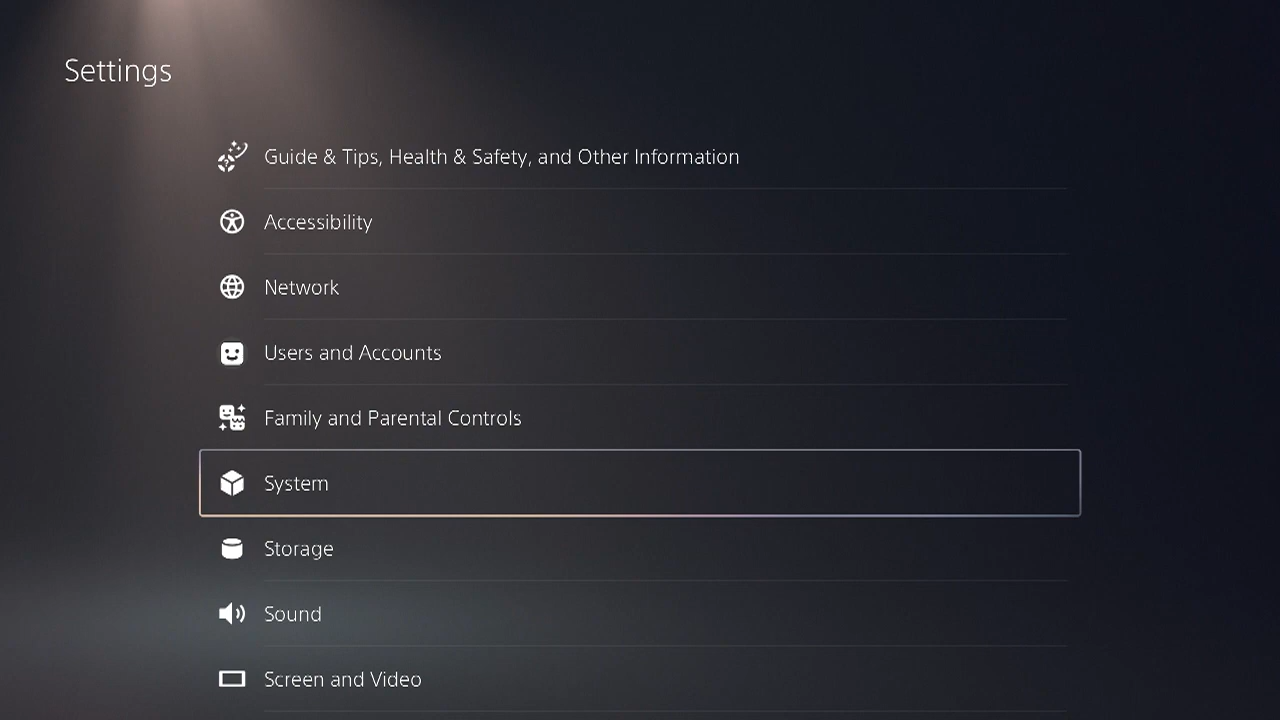 Settings
Guide & Tips, Health & Safety, and Other Information
Accessibility
Network
Users and Accounts
Family and Parental Controls
System
Storage
Sound
Screen and Video